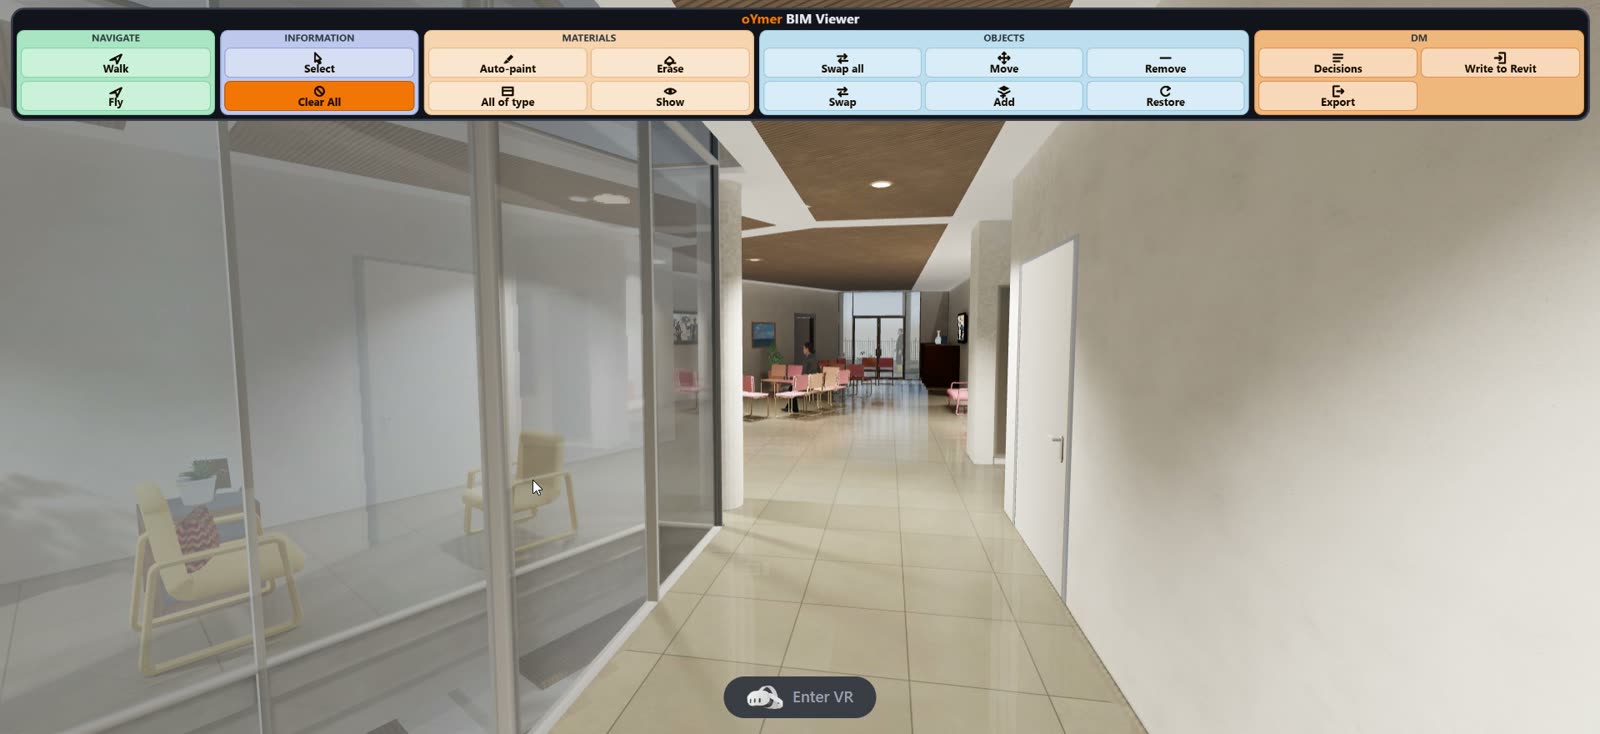 oYmer BIM Viewer
NAVIGATE
Walk
Fly
INFORMATION
Select
Clear All
MATERIALS
Auto-paint
Erase
All of type
Show
OBJECTS
Swap all
Move
Remove
Swap
Add
Restore
DM
Decisions
Write to Revit
Export
Enter VR